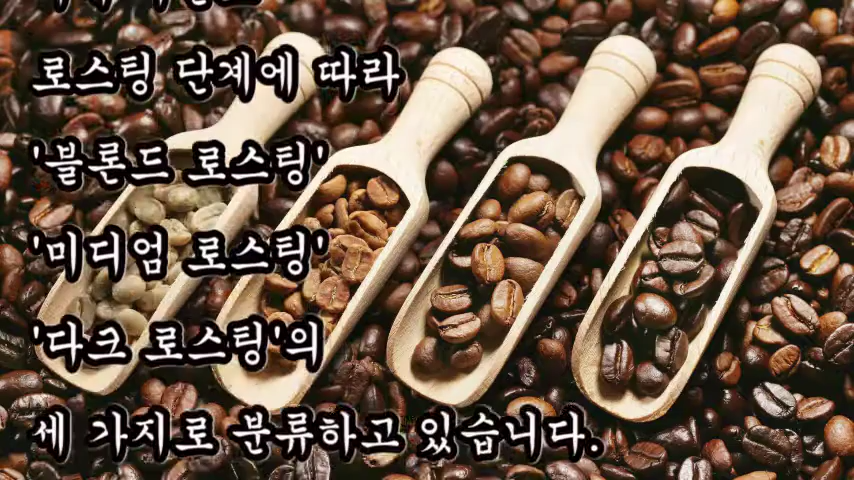 로스팅 단계에 따라
'블론드 로스팅'
'미디엄 로스팅'
'다크 로스팅'의
세 가지로 분류하고 있습니다.